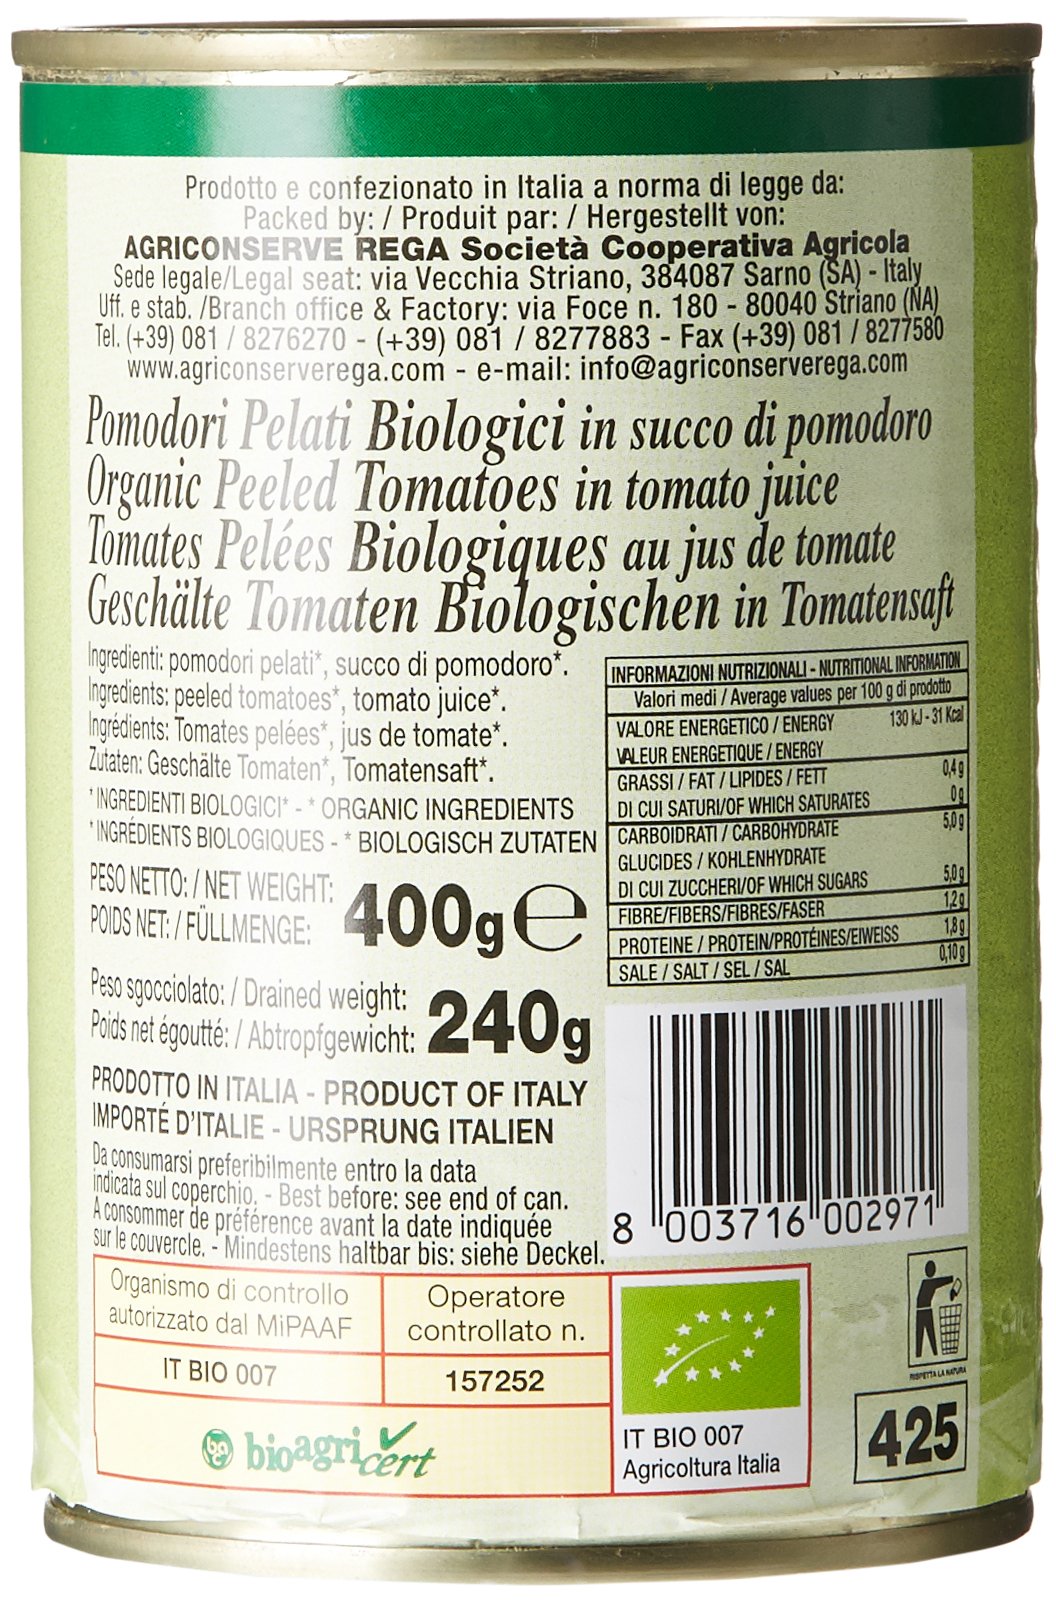 Prodotto e confezionato in Italia a norma di legge da:
Packed by: / Produit par: / Hergestellt von:
AGRICONSERVE REGA Società Cooperativa Agricola
Sede legale/Legal seat: via Vecchia Striano, 384087 Sarno (SA) - Italy
Uff. e stab. /Branch office & Factory: via Foce n. 180 - 80040 Striano (NA)
Tel. (+39) 081 / 8276270 - (+39) 081 / 8277883 - Fax (+39) 081 / 8277580
www.agriconserverega.com - e-mail: info@agriconserverega.com
Pomodori Pelati Biologici in succo di pomodoro
Organic Peeled Tomatoes in tomato juice
Tomates Pelées Biologiques au jus de tomate
Geschälte Tomaten Biologischen in Tomatensaft
Ingredienti: pomodori pelati*, succo di pomodoro*.
Ingredients: peeled tomatoes*, tomato juice*.
Ingrédients: Tomates pelées*, jus de tomate*.
Zutaten: Geschälte Tomaten*, Tomatensaft*.
* INGREDIENTI BIOLOGICI* - * ORGANIC INGREDIENTS
* INGRÉDIENTS BIOLOGIQUES - * BIOLOGISCH ZUTATEN
INFORMAZIONI NUTRIZIONALI - NUTRITIONAL INFORMATION
Valori medi / Average values per 100 g di prodotto
VALORE ENERGETICO / ENERGY 130 kJ - 31 Kcal
VALEUR ENERGETIQUE / ENERGY
GRASSI / FAT / LIPIDES / FETT 0,4 g
DI CUI SATURI/OF WHICH SATURATES 0 g
CARBOIDRATI / CARBOHYDRATE 5,0 g
GLUCIDES / KOHLENHYDRATE
DI CUI ZUCCHERI/OF WHICH SUGARS 5,0 g
FIBRE/FIBERS/FIBRES/FASER 1,2 g
PROTEINE / PROTEIN/PROTÉINES/EIWEISS 1,8 g
SALE / SALT / SEL / SAL 0,10 g
PESO NETTO: / NET WEIGHT:
POIDS NET: / FÜLLMENGE:
400g ℮
Peso sgocciolato: / Drained weight:
Poids net égoutté: / Abtropfgewicht:
240g
PRODOTTO IN ITALIA - PRODUCT OF ITALY
IMPORTÉ D'ITALIE - URSPRUNG ITALIEN
Da consumarsi preferibilmente entro la data
indicata sul coperchio. - Best before: see end of can.
A consommer de préférence avant la date indiquée
sur le couvercle. - Mindestens haltbar bis: siehe Deckel.
8 003716 002971
Organismo di controllo
autorizzato dal MiPAAF
IT BIO 007
Operatore
controllato n.
157252
bioagricert
IT BIO 007
Agricoltura Italia
RISPETTA LA NATURA
425